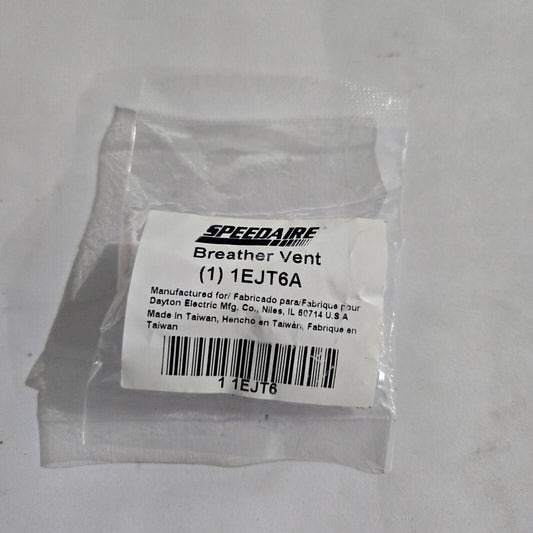 SPEEDAIRE
Breather Vent
(1) 1EJT6A
Manufactured for/ Fabricado para/Fabrique pour
Dayton Electric Mfg. Co., Niles, IL 60714 U.S.A
Made In Taiwan, Hencho en Taiwán, Fabrique en
Taiwan
1 1EJT6